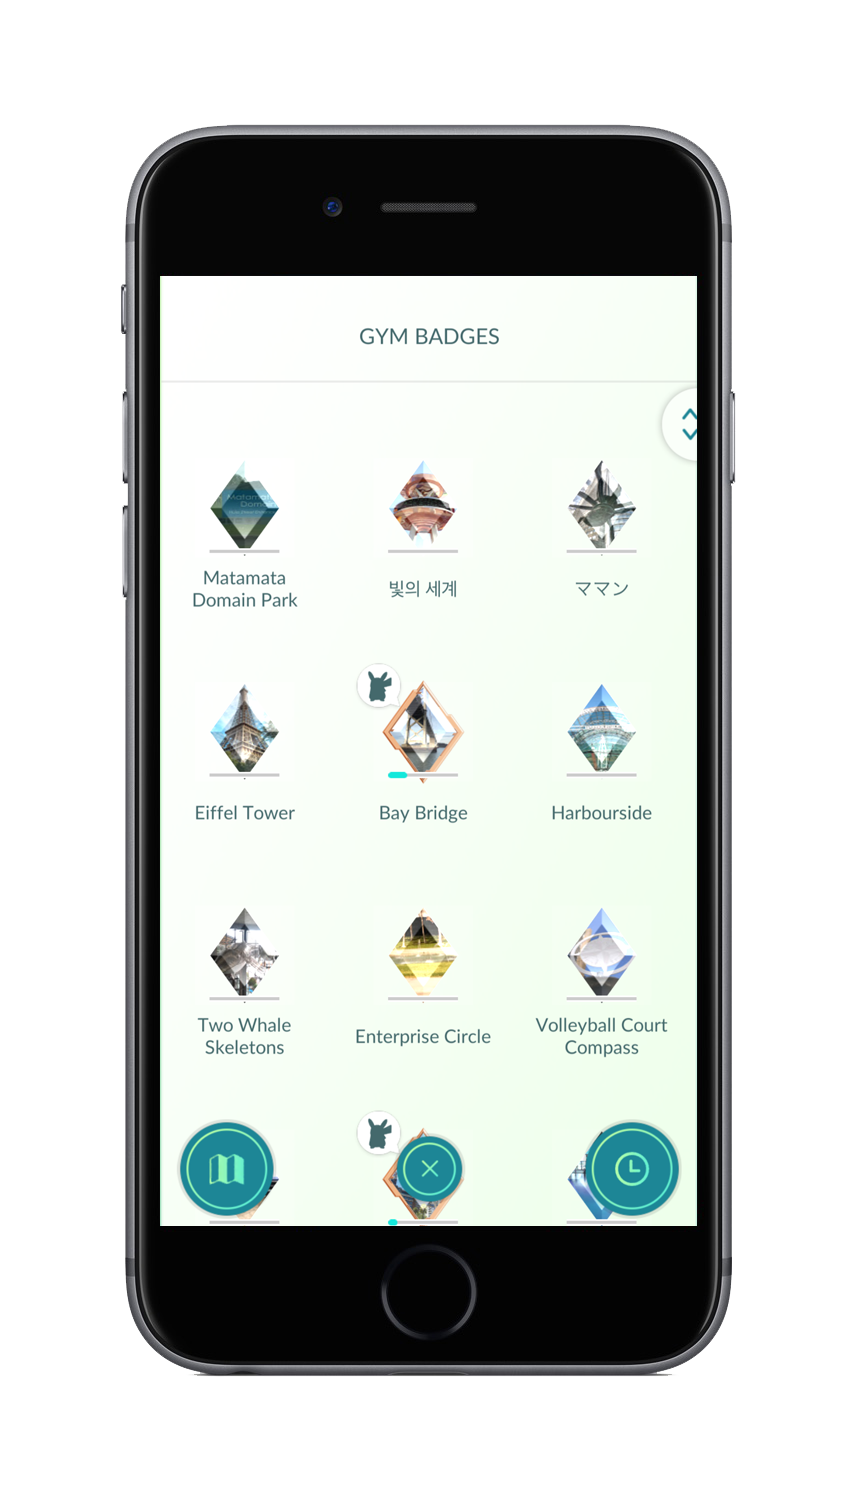 GYM BADGES
Matamata
Domain Park
빛의 세계
ママン
Eiffel Tower
Bay Bridge
Harbourside
Two Whale
Skeletons
Enterprise Circle
Volleyball Court
Compass